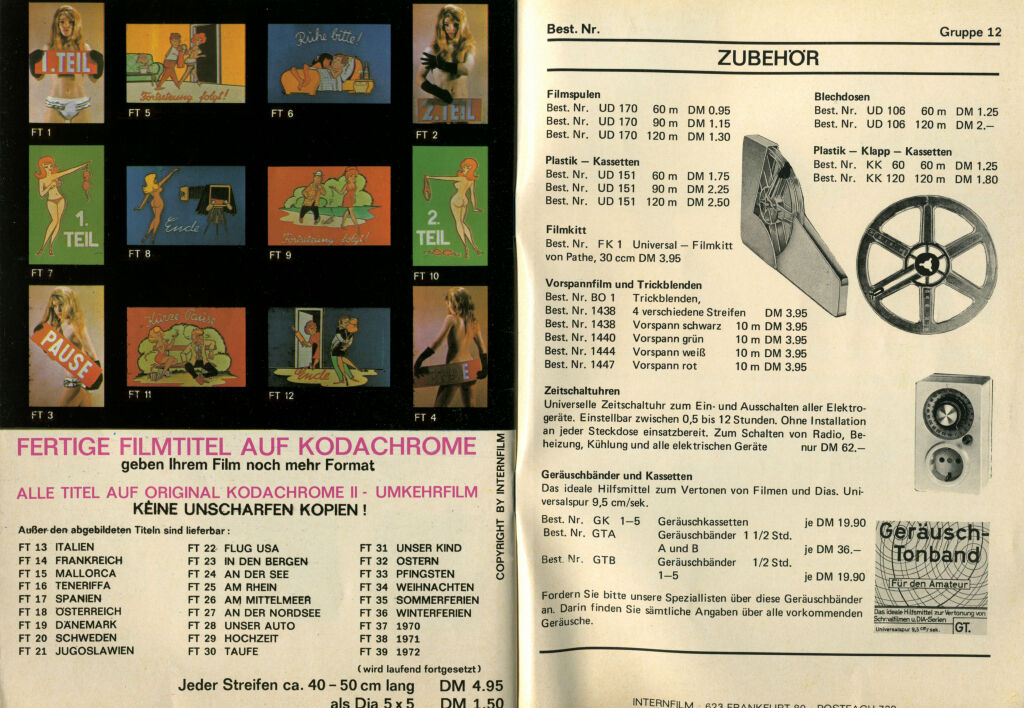 1. TEIL
FT 1
Fortsetzung folgt!
FT 5
Ruhe bitte!
FT 6
2. TEIL
FT 2
1.
TEIL
FT 7
Ende
FT 8
Fortsetzung folgt!
FT 9
2.
TEIL
FT 10
PAUSE
FT 3
Kurze Pause
FT 11
Ende
FT 12
FT 4
FERTIGE FILMTITEL AUF KODACHROME
geben Ihrem Film noch mehr Format
ALLE TITEL AUF ORIGINAL KODACHROME II - UMKEHRFILM
KEINE UNSCHARFEN KOPIEN !
Außer den abgebildeten Titeln sind lieferbar :
FT 13 ITALIEN
FT 14 FRANKREICH
FT 15 MALLORCA
FT 16 TENERIFFA
FT 17 SPANIEN
FT 18 ÖSTERREICH
FT 19 DÄNEMARK
FT 20 SCHWEDEN
FT 21 JUGOSLAWIEN
FT 22 FLUG USA
FT 23 IN DEN BERGEN
FT 24 AN DER SEE
FT 25 AM RHEIN
FT 26 AM MITTELMEER
FT 27 AN DER NORDSEE
FT 28 UNSER AUTO
FT 29 HOCHZEIT
FT 30 TAUFE
FT 31 UNSER KIND
FT 32 OSTERN
FT 33 PFINGSTEN
FT 34 WEIHNACHTEN
FT 35 SOMMERFERIEN
FT 36 WINTERFERIEN
FT 37 1970
FT 38 1971
FT 39 1972
(wird laufend fortgesetzt)
Jeder Streifen ca. 40 – 50 cm lang DM 4.95
als Dia 5 x 5 DM 1.50
COPYRIGHT BY INTERNFILM
Best. Nr. Gruppe 12
ZUBEHÖR
Filmspulen
Best. Nr. UD 170 60 m DM 0.95
Best. Nr. UD 170 90 m DM 1.15
Best. Nr. UD 170 120 m DM 1.30
Plastik – Kassetten
Best. Nr. UD 151 60 m DM 1.75
Best. Nr. UD 151 90 m DM 2.25
Best. Nr. UD 151 120 m DM 2.50
Blechdosen
Best. Nr. UD 106 60 m DM 1.25
Best. Nr. UD 106 120 m DM 2.—
Plastik – Klapp – Kassetten
Best. Nr. KK 60 60 m DM 1.25
Best. Nr. KK 120 120 m DM 1.80
Filmkitt
Best. Nr. FK 1 Universal – Filmkitt
von Pathe, 30 ccm DM 3.95
Vorspannfilm und Trickblenden
Best. Nr. BO 1 Trickblenden,
Best. Nr. 1438 4 verschiedene Streifen DM 3.95
Best. Nr. 1438 Vorspann schwarz 10 m DM 3.95
Best. Nr. 1440 Vorspann grün 10 m DM 3.95
Best. Nr. 1444 Vorspann weiß 10 m DM 3.95
Best. Nr. 1447 Vorspann rot 10 m DM 3.95
Zeitschaltuhren
Universelle Zeitschaltuhr zum Ein- und Ausschalten aller Elektro-
geräte. Einstellbar zwischen 0,5 bis 12 Stunden. Ohne Installation
an jeder Steckdose einsatzbereit. Zum Schalten von Radio, Be-
heizung, Kühlung und alle elektrischen Geräte nur DM 62.—
Geräuschbänder und Kassetten
Das ideale Hilfsmittel zum Vertonen von Filmen und Dias. Uni-
versalspur 9,5 cm/sek.
Best. Nr. GK 1–5 Geräuschkassetten je DM 19.90
Best. Nr. GTA Geräuschbänder 1 1/2 Std.
A und B je DM 36.—
Best. Nr. GTB Geräuschbänder 1/2 Std.
1–5 je DM 19.90
Fordern Sie bitte unsere Speziallisten über diese Geräuschbänder
an. Darin finden Sie sämtliche Angaben über alle vorkommenden
Geräusche.
Geräusch-
Tonband
Für den Amateur
Das ideale Hilfsmittel zur Vertonung von
Schmalfilmen u. DIA-Serien
Universalspur 9,5 cm/sek.
GT.